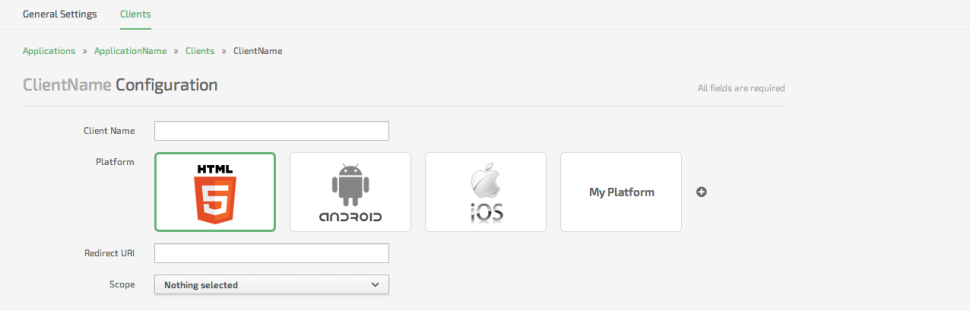 General Settings Clients
Applications » ApplicationName » Clients » ClientName
ClientName Configuration
All fields are required
Client Name
Platform
HTML
5
ANDROID
iOS
My Platform
Redirect URI
Scope
Nothing selected